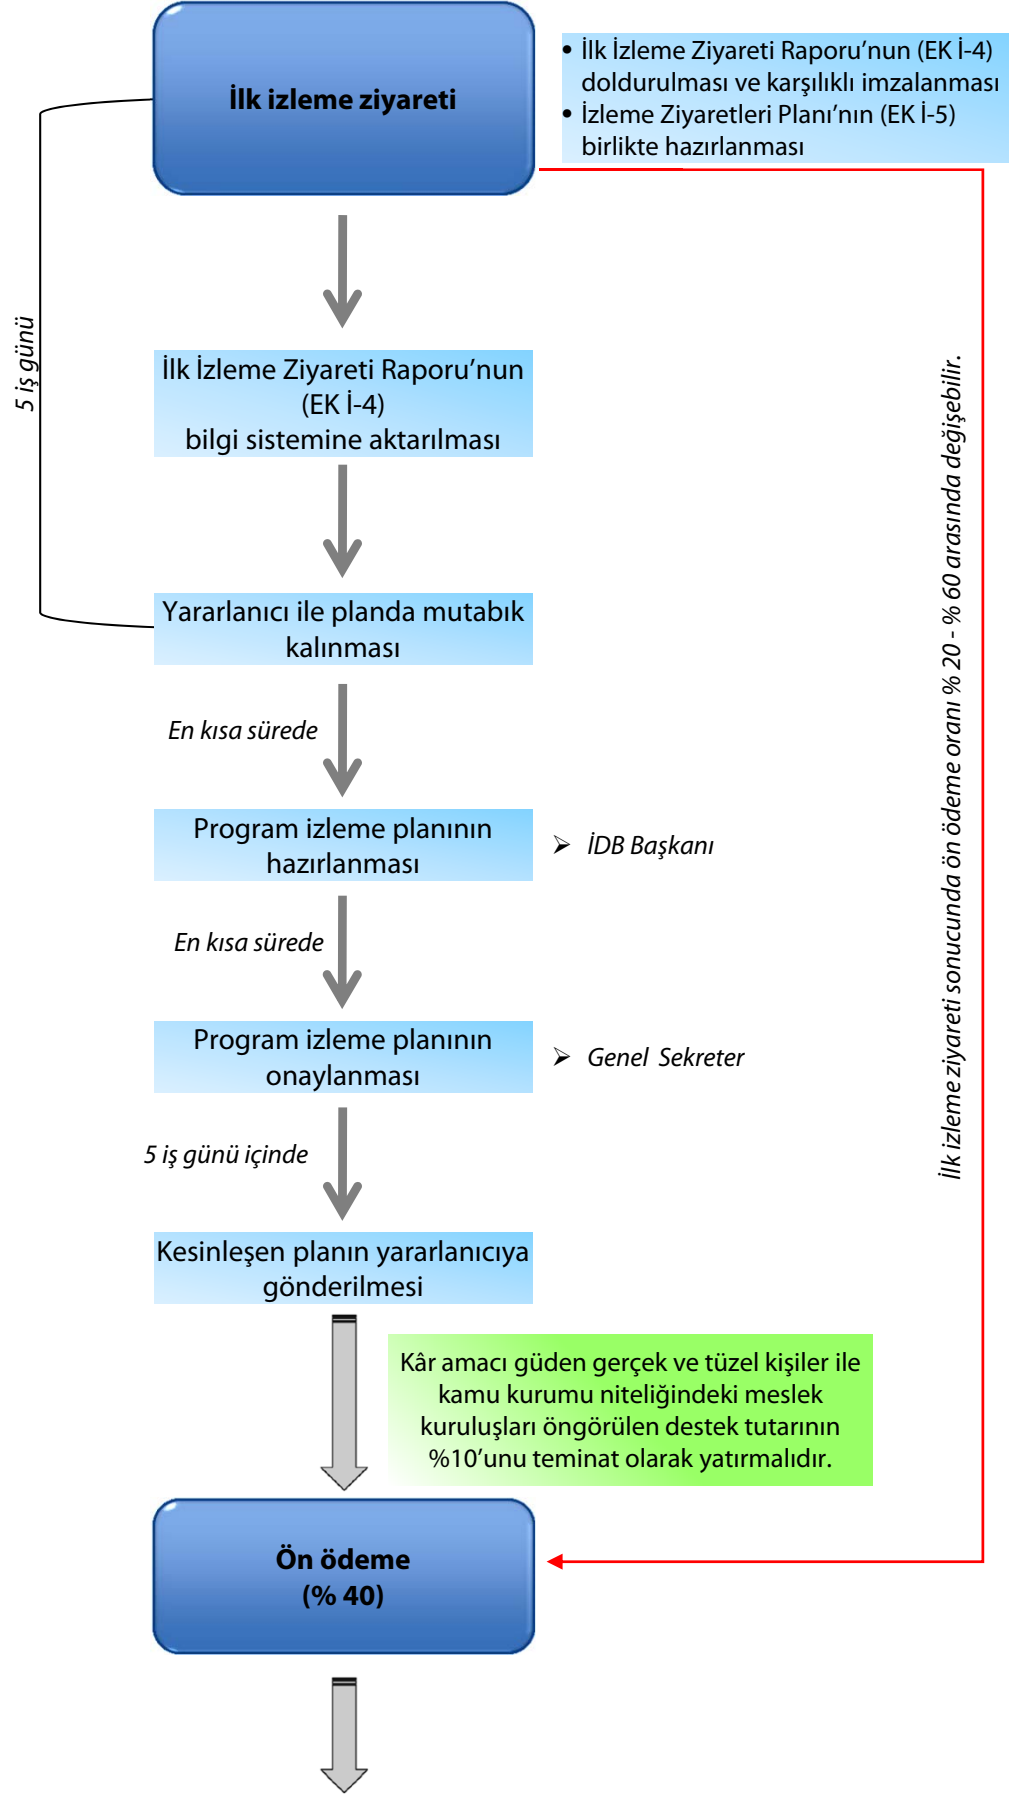 İlk izleme ziyareti
• İlk İzleme Ziyareti Raporu’nun (EK İ-4)
doldurulması ve karşılıklı imzalanması
• İzleme Ziyaretleri Planı’nın (EK İ-5)
birlikte hazırlanması
5 iş günü
İlk İzleme Ziyareti Raporu’nun
(EK İ-4)
bilgi sistemine aktarılması
Yararlanıcı ile planda mutabık
kalınması
En kısa sürede
Program izleme planının
hazırlanması
➢ İDB Başkanı
En kısa sürede
Program izleme planının
onaylanması
➢ Genel Sekreter
5 iş günü içinde
Kesinleşen planın yararlanıcıya
gönderilmesi
İlk izleme ziyareti sonucunda ön ödeme oranı % 20 - % 60 arasında değişebilir.
Kâr amacı güden gerçek ve tüzel kişiler ile
kamu kurumu niteliğindeki meslek
kuruluşları öngörülen destek tutarının
%10’unu teminat olarak yatırmalıdır.
Ön ödeme
(% 40)